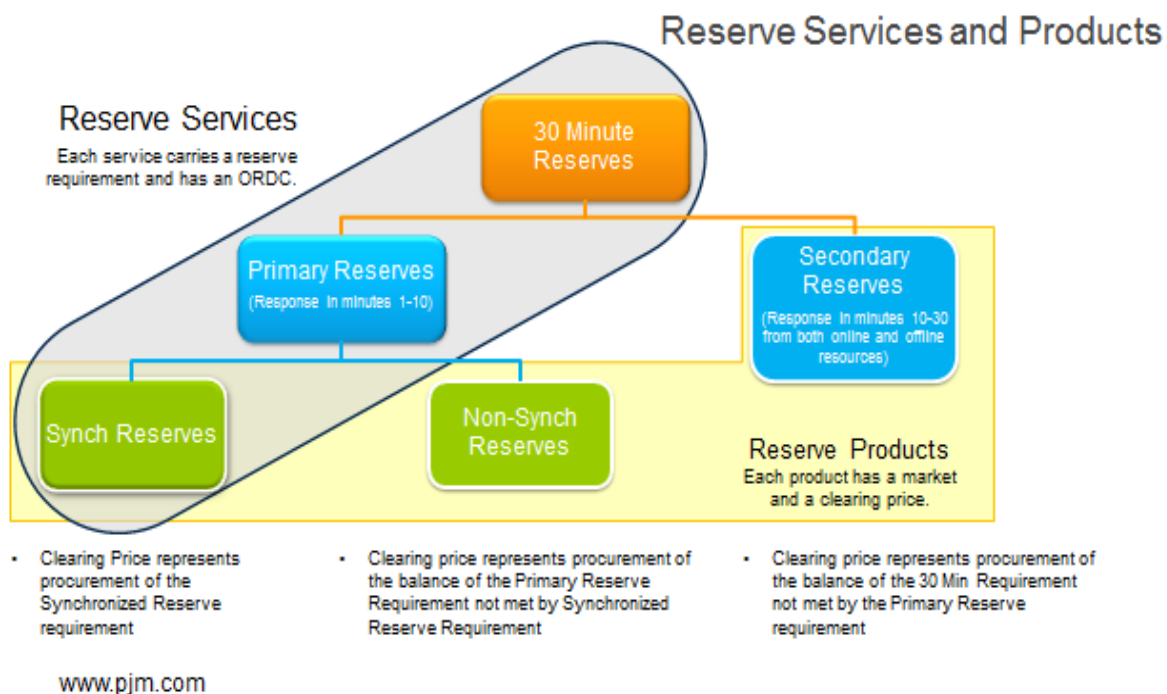 Reserve Services and Products
Reserve Services
Each service carries a reserve
requirement and has an ORDC.
30 Minute
Reserves
Primary Reserves
(Response in minutes 1-10)
Secondary
Reserves
(Response in minutes 10-30
from both online and offline
resources)
Synch Reserves
Non-Synch
Reserves
Reserve Products
Each product has a market
and a clearing price.
▪ Clearing Price represents
procurement of the
Synchronized Reserve
requirement
▪ Clearing price represents procurement of
the balance of the Primary Reserve
Requirement not met by Synchronized
Reserve Requirement
▪ Clearing price represents procurement of
the balance of the 30 Min Requirement
not met by the Primary Reserve
requirement
www.pjm.com